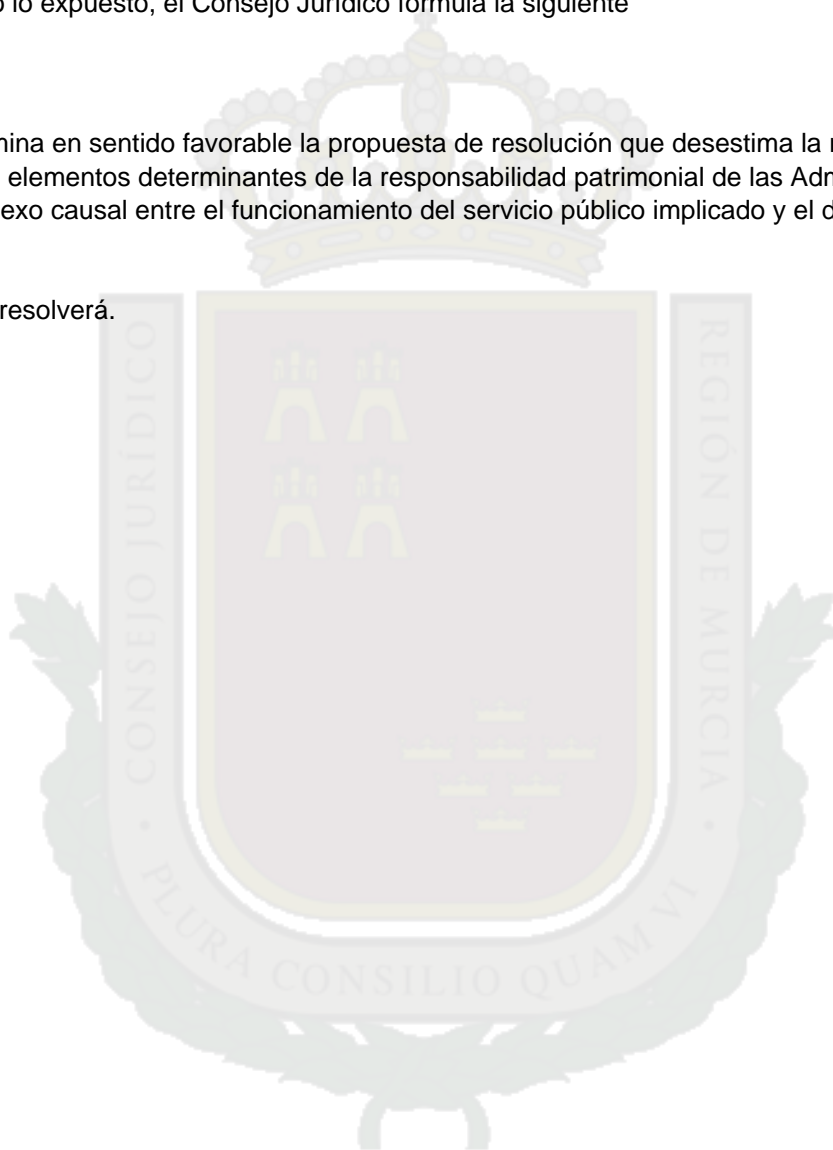 lo expuesto, el Consejo Jurídico formula la siguiente
mina en sentido favorable la propuesta de resolución que desestima la
elementos determinantes de la responsabilidad patrimonial de las Adm
exo causal entre el funcionamiento del servicio público implicado y el d
resolverá.
CONSEJO JURÍDICO
REGIÓN DE MURCIA
PLURA CONSILIO QUAM VI